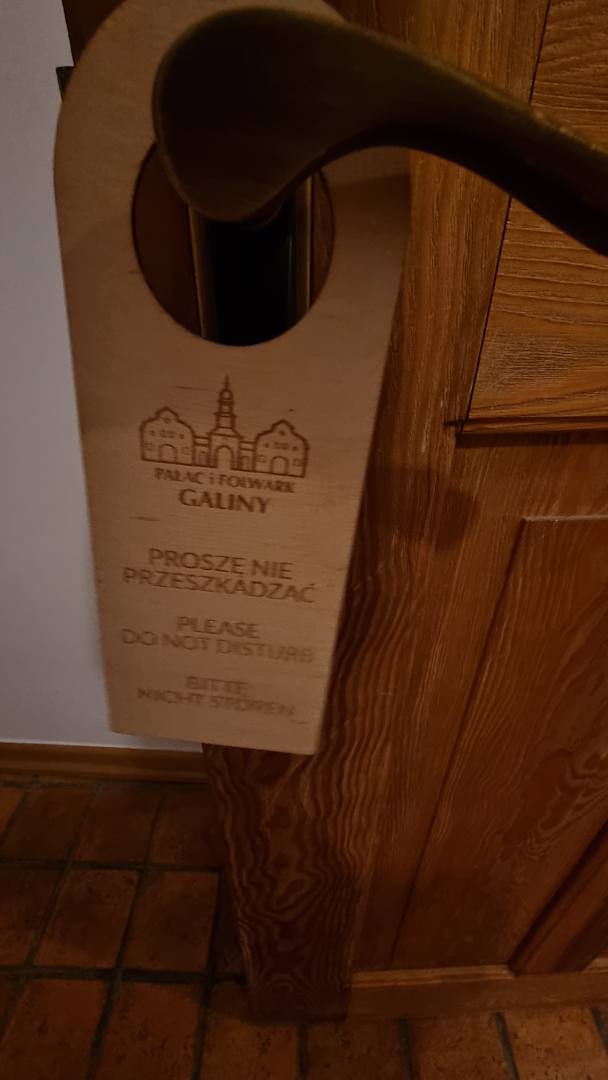 PAŁAC i FOLWARK
GALINY
PROSZĘ NIE
PRZESZKADZAĆ
PLEASE
DO NOT DISTURB
BITTE
NICHT STÖREN